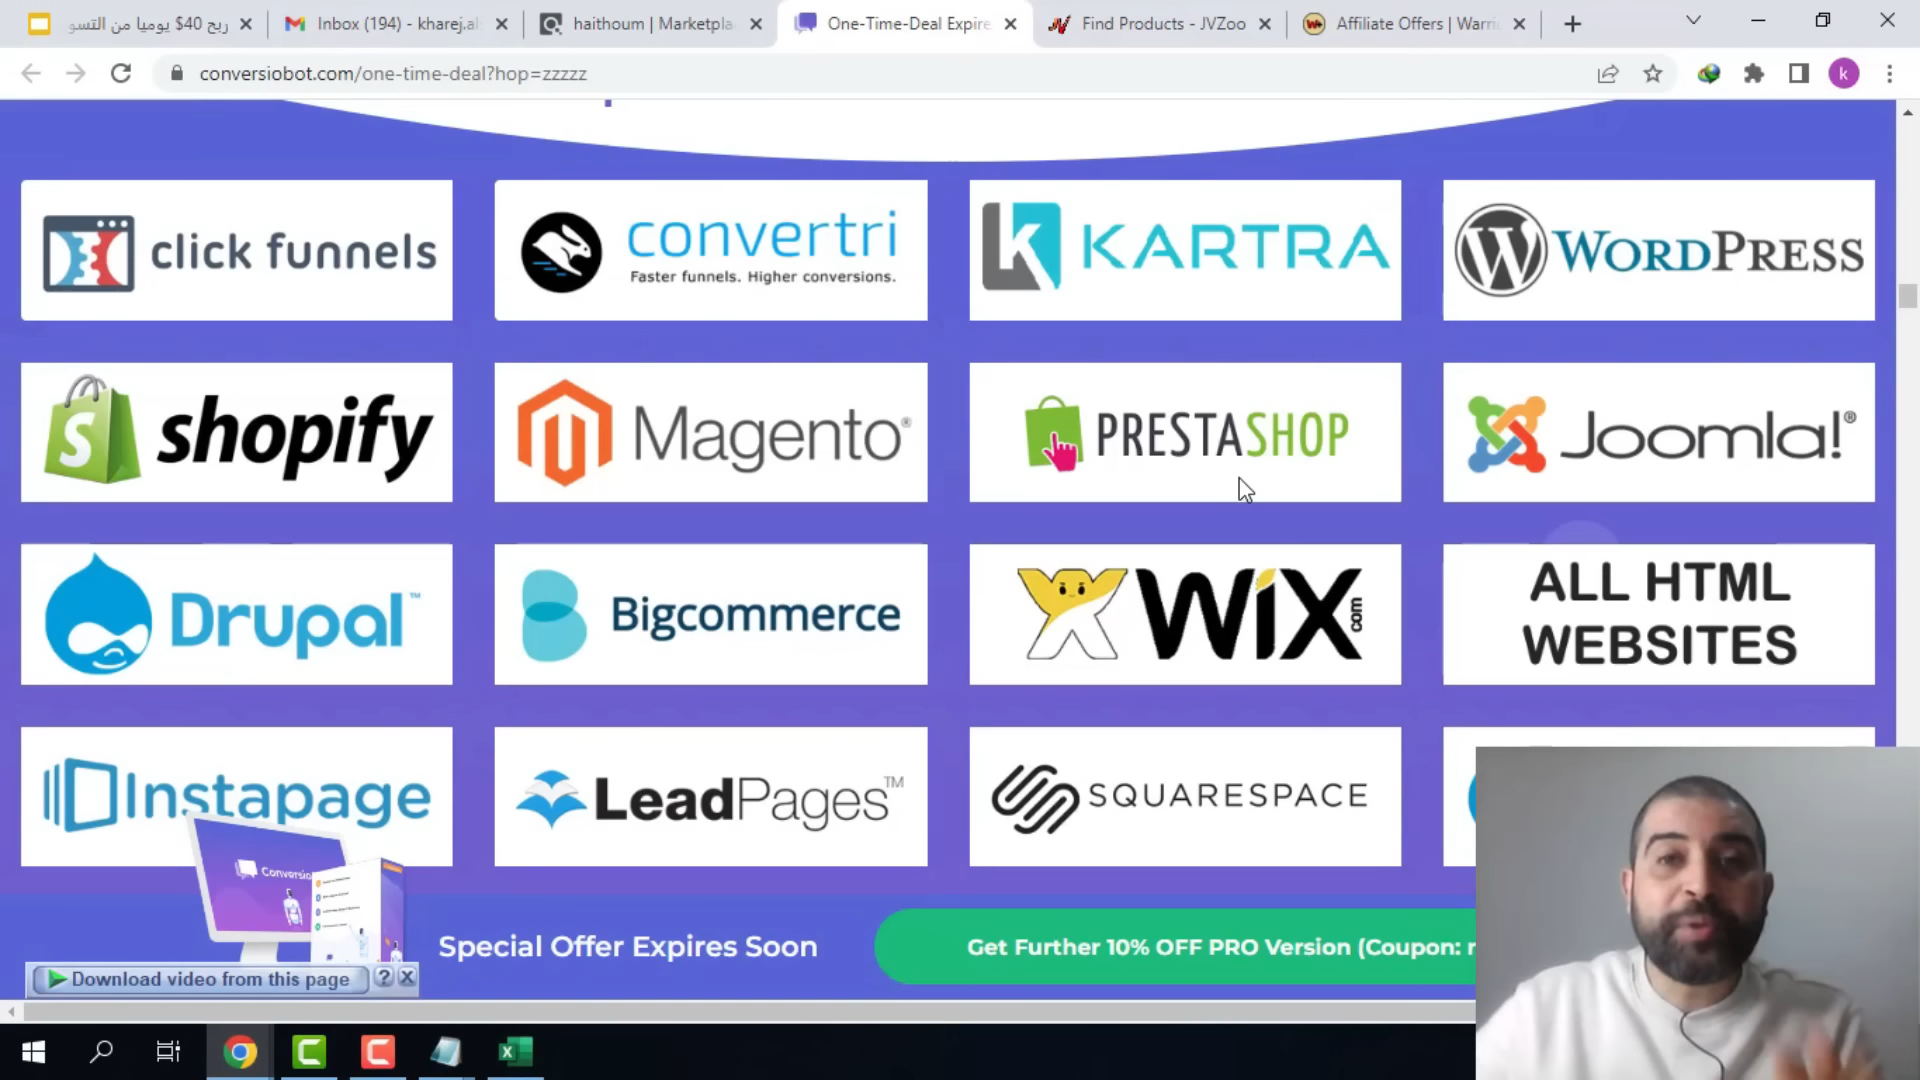 ربح 40$ يوميا من التسو
Inbox (194) - kharej.al
haithoum | Marketpla
One-Time-Deal Expire
Find Products - JVZoo
Affiliate Offers | Warri
conversiobot.com/one-time-deal?hop=zzzzz
k
click funnels
convertri
Faster funnels. Higher conversions.
KARTRA
WORDPRESS
shopify
Magento®
PRESTASHOP
Joomla!®
Drupal™
Bigcommerce
WiX.com
ALL HTML
WEBSITES
Instapage
LeadPages™
SQUARESPACE
Conversio
Special Offer Expires Soon
Get Further 10% OFF PRO Version (Coupon:
Download video from this page